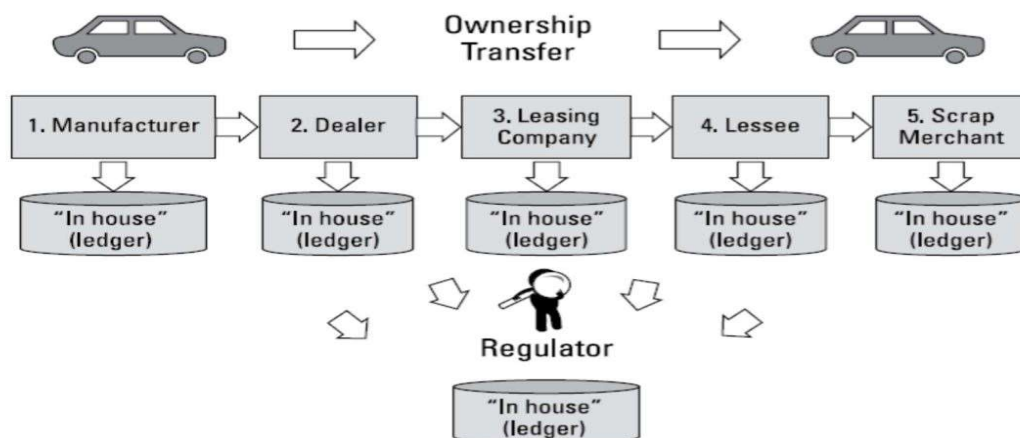 Ownership
Transfer
1. Manufacturer
2. Dealer
3. Leasing
Company
4. Lessee
5. Scrap
Merchant
“In house”
(ledger)
“In house”
(ledger)
“In house”
(ledger)
“In house”
(ledger)
“In house”
(ledger)
Regulator
“In house”
(ledger)